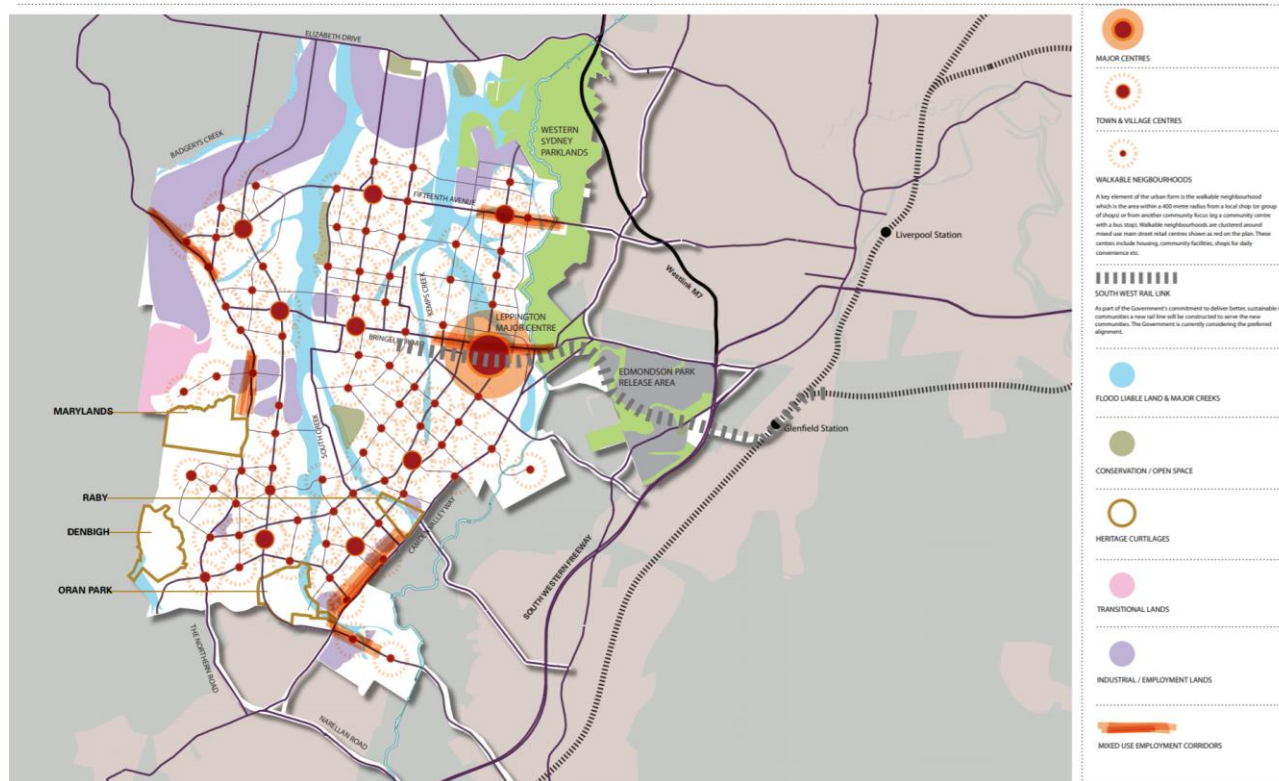 ELIZABETH DRIVE
BADGERYS CREEK
WESTERN
SYDNEY
PARKLANDS
FIFTEENTH AVENUE
KEMPS CREEK
Westlink M7
Liverpool Station
LEPPINGTON
MAJOR CENTRE
BRINGELLY ROAD
EDMONDSON PARK
RELEASE AREA
Glenfield Station
MARYLANDS
SOUTH CREEK
RABY
DENBIGH
CAMDEN VALLEY WAY
SOUTH WESTERN FREEWAY
ORAN PARK
THE NORTHERN ROAD
NARELLAN ROAD
MAJOR CENTRES
TOWN & VILLAGE CENTRES
WALKABLE NEIGBOURHOODS
A key element of the urban form is the walkable neighbourhood
which is the area within a 400 metre radius from a local shop (or group
of shops) or from another community focus (eg a community centre
with a bus stop). Walkable neighbourhoods are clustered around
mixed use main street retail centres shown as red on the plan. These
centres include housing, community facilities, shops for daily
convenience etc.
SOUTH WEST RAIL LINK
As part of the Government's commitment to deliver better, sustainable
communities a new rail line will be constructed to serve the new
communities. The Government is currently considering the preferred
alignment.
FLOOD LIABLE LAND & MAJOR CREEKS
CONSERVATION / OPEN SPACE
HERITAGE CURTILAGES
TRANSITIONAL LANDS
INDUSTRIAL / EMPLOYMENT LANDS
MIXED USE EMPLOYMENT CORRIDORS